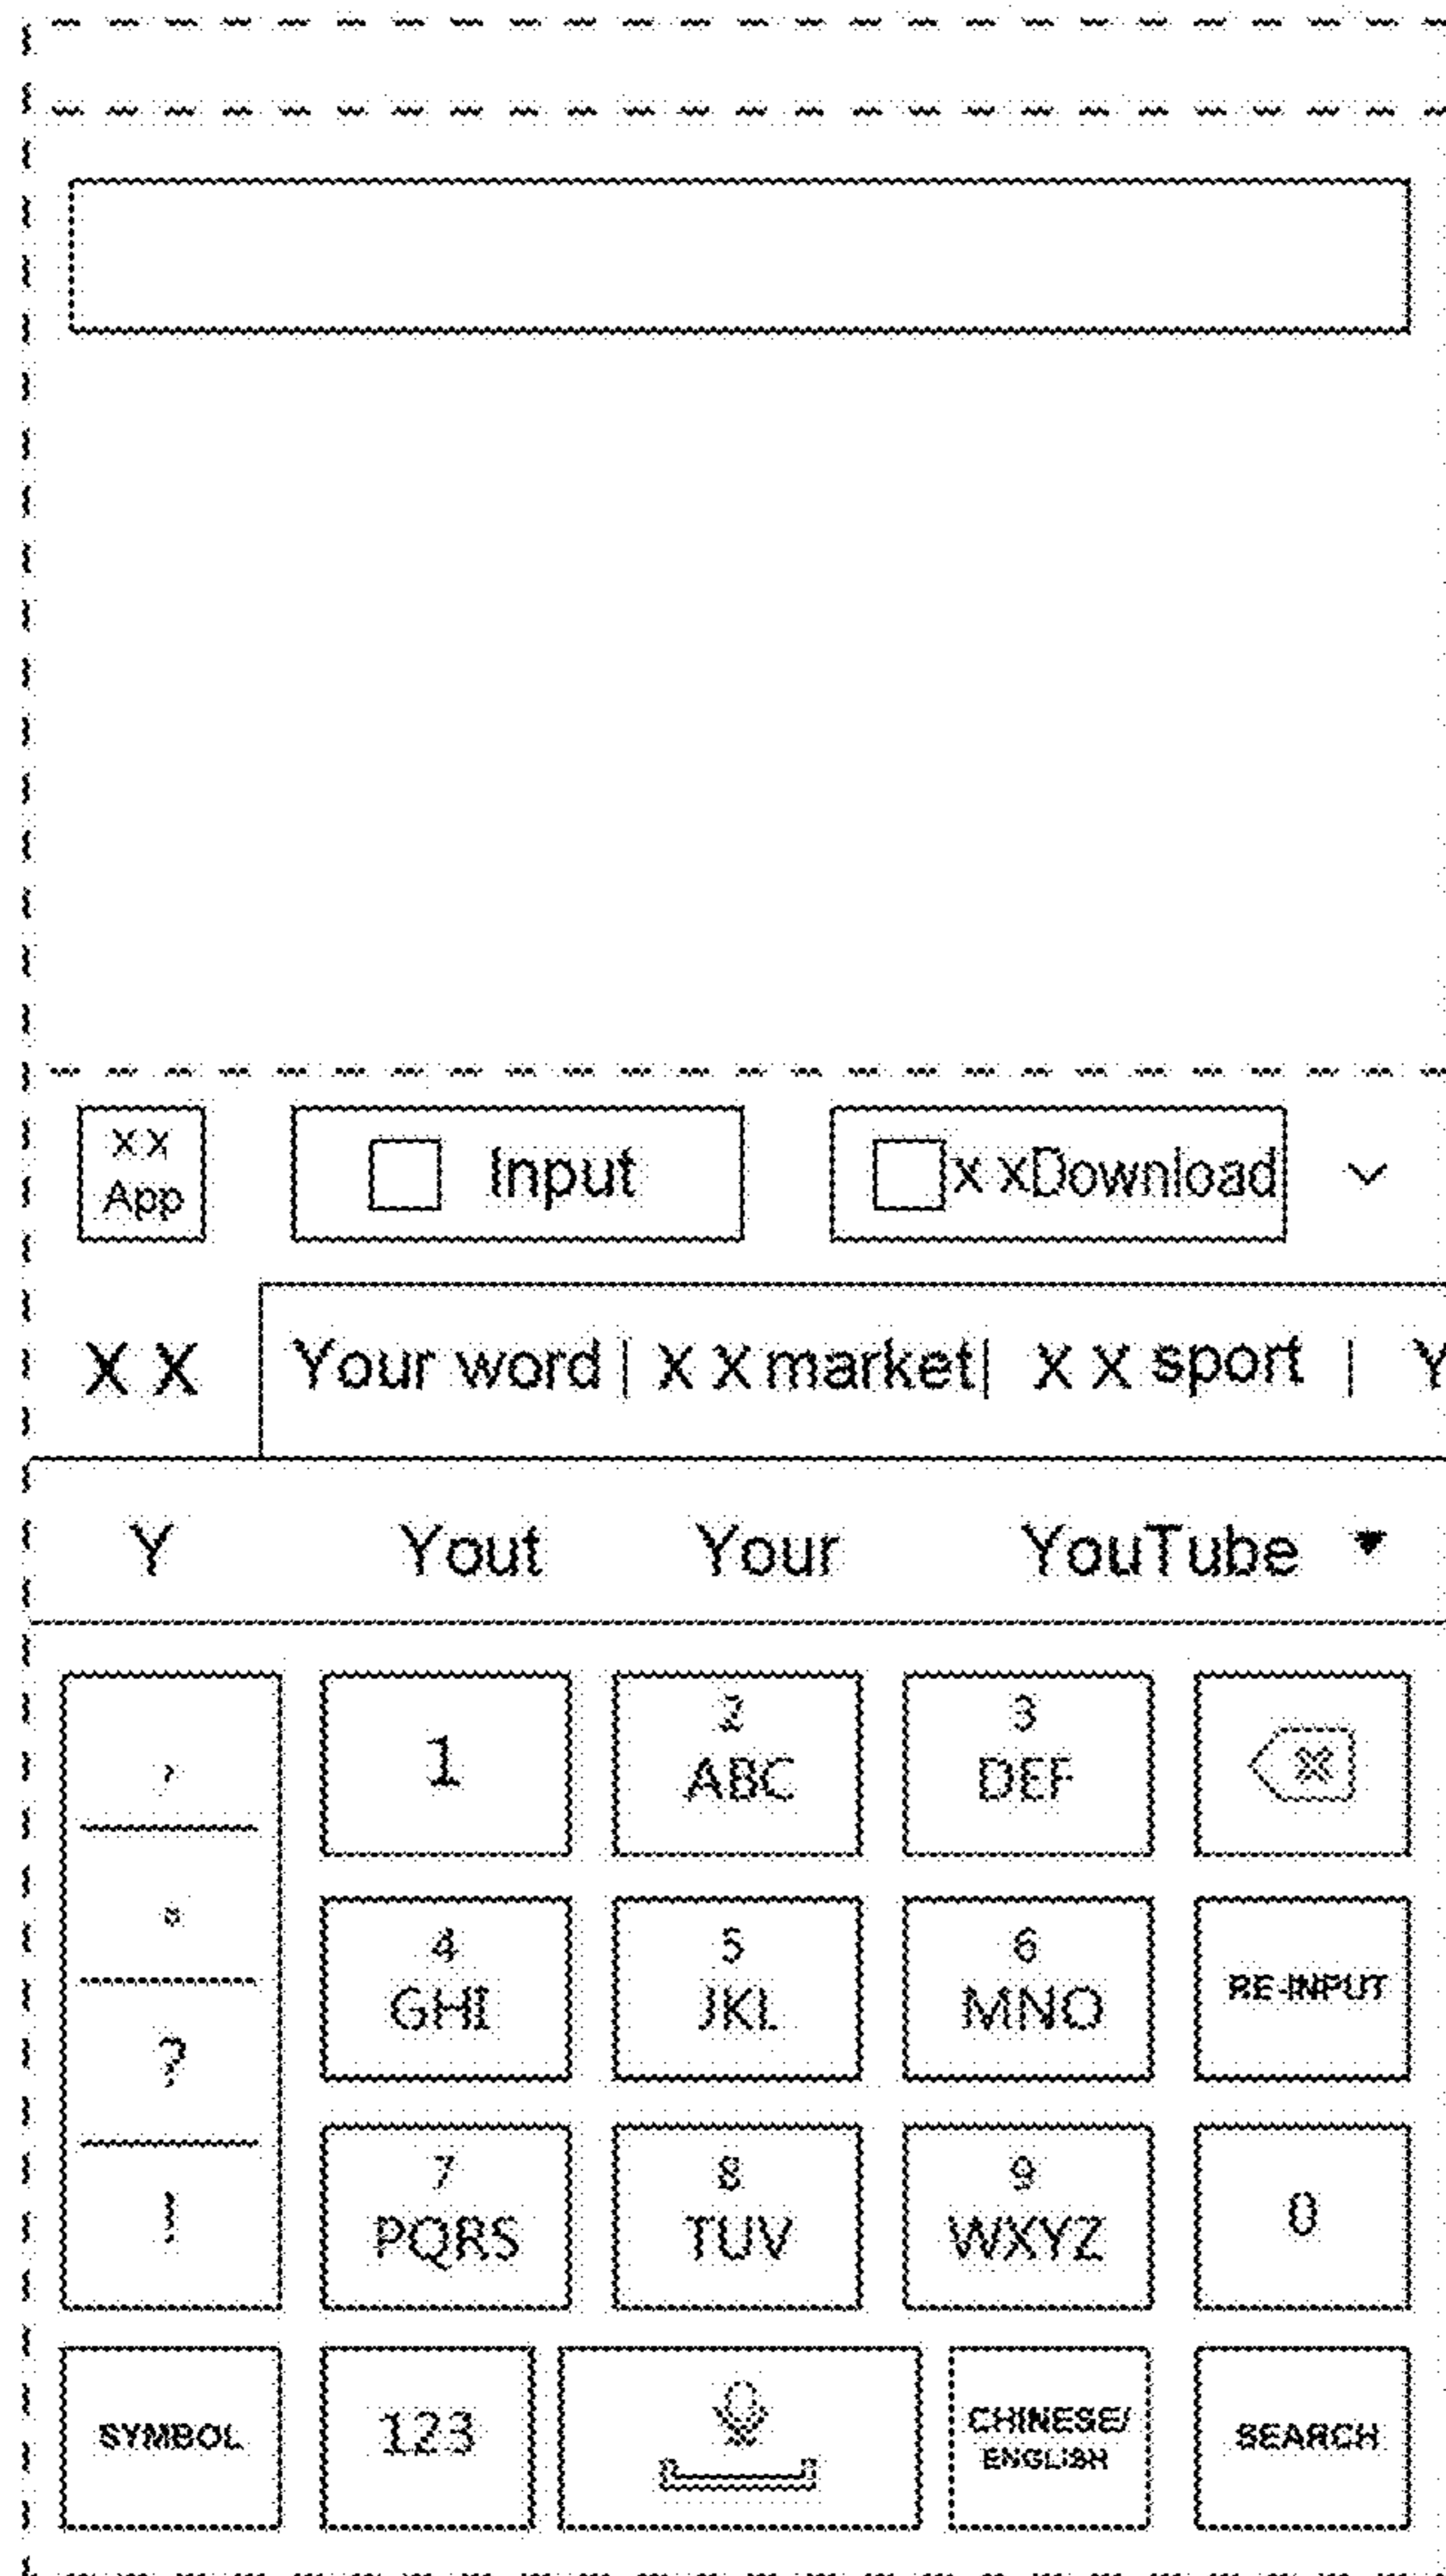 x x
App
Input
x xDownload
X X
Your word | X X market | X X sport | Y
Y Yout Your YouTube
,
。
?
!
1
2
ABC
3
DEF
4
GHI
5
JKL
6
MNO
RE-INPUT
7
PQRS
8
TUV
9
WXYZ
0
SYMBOL
123
CHINESE/
ENGLISH
SEARCH